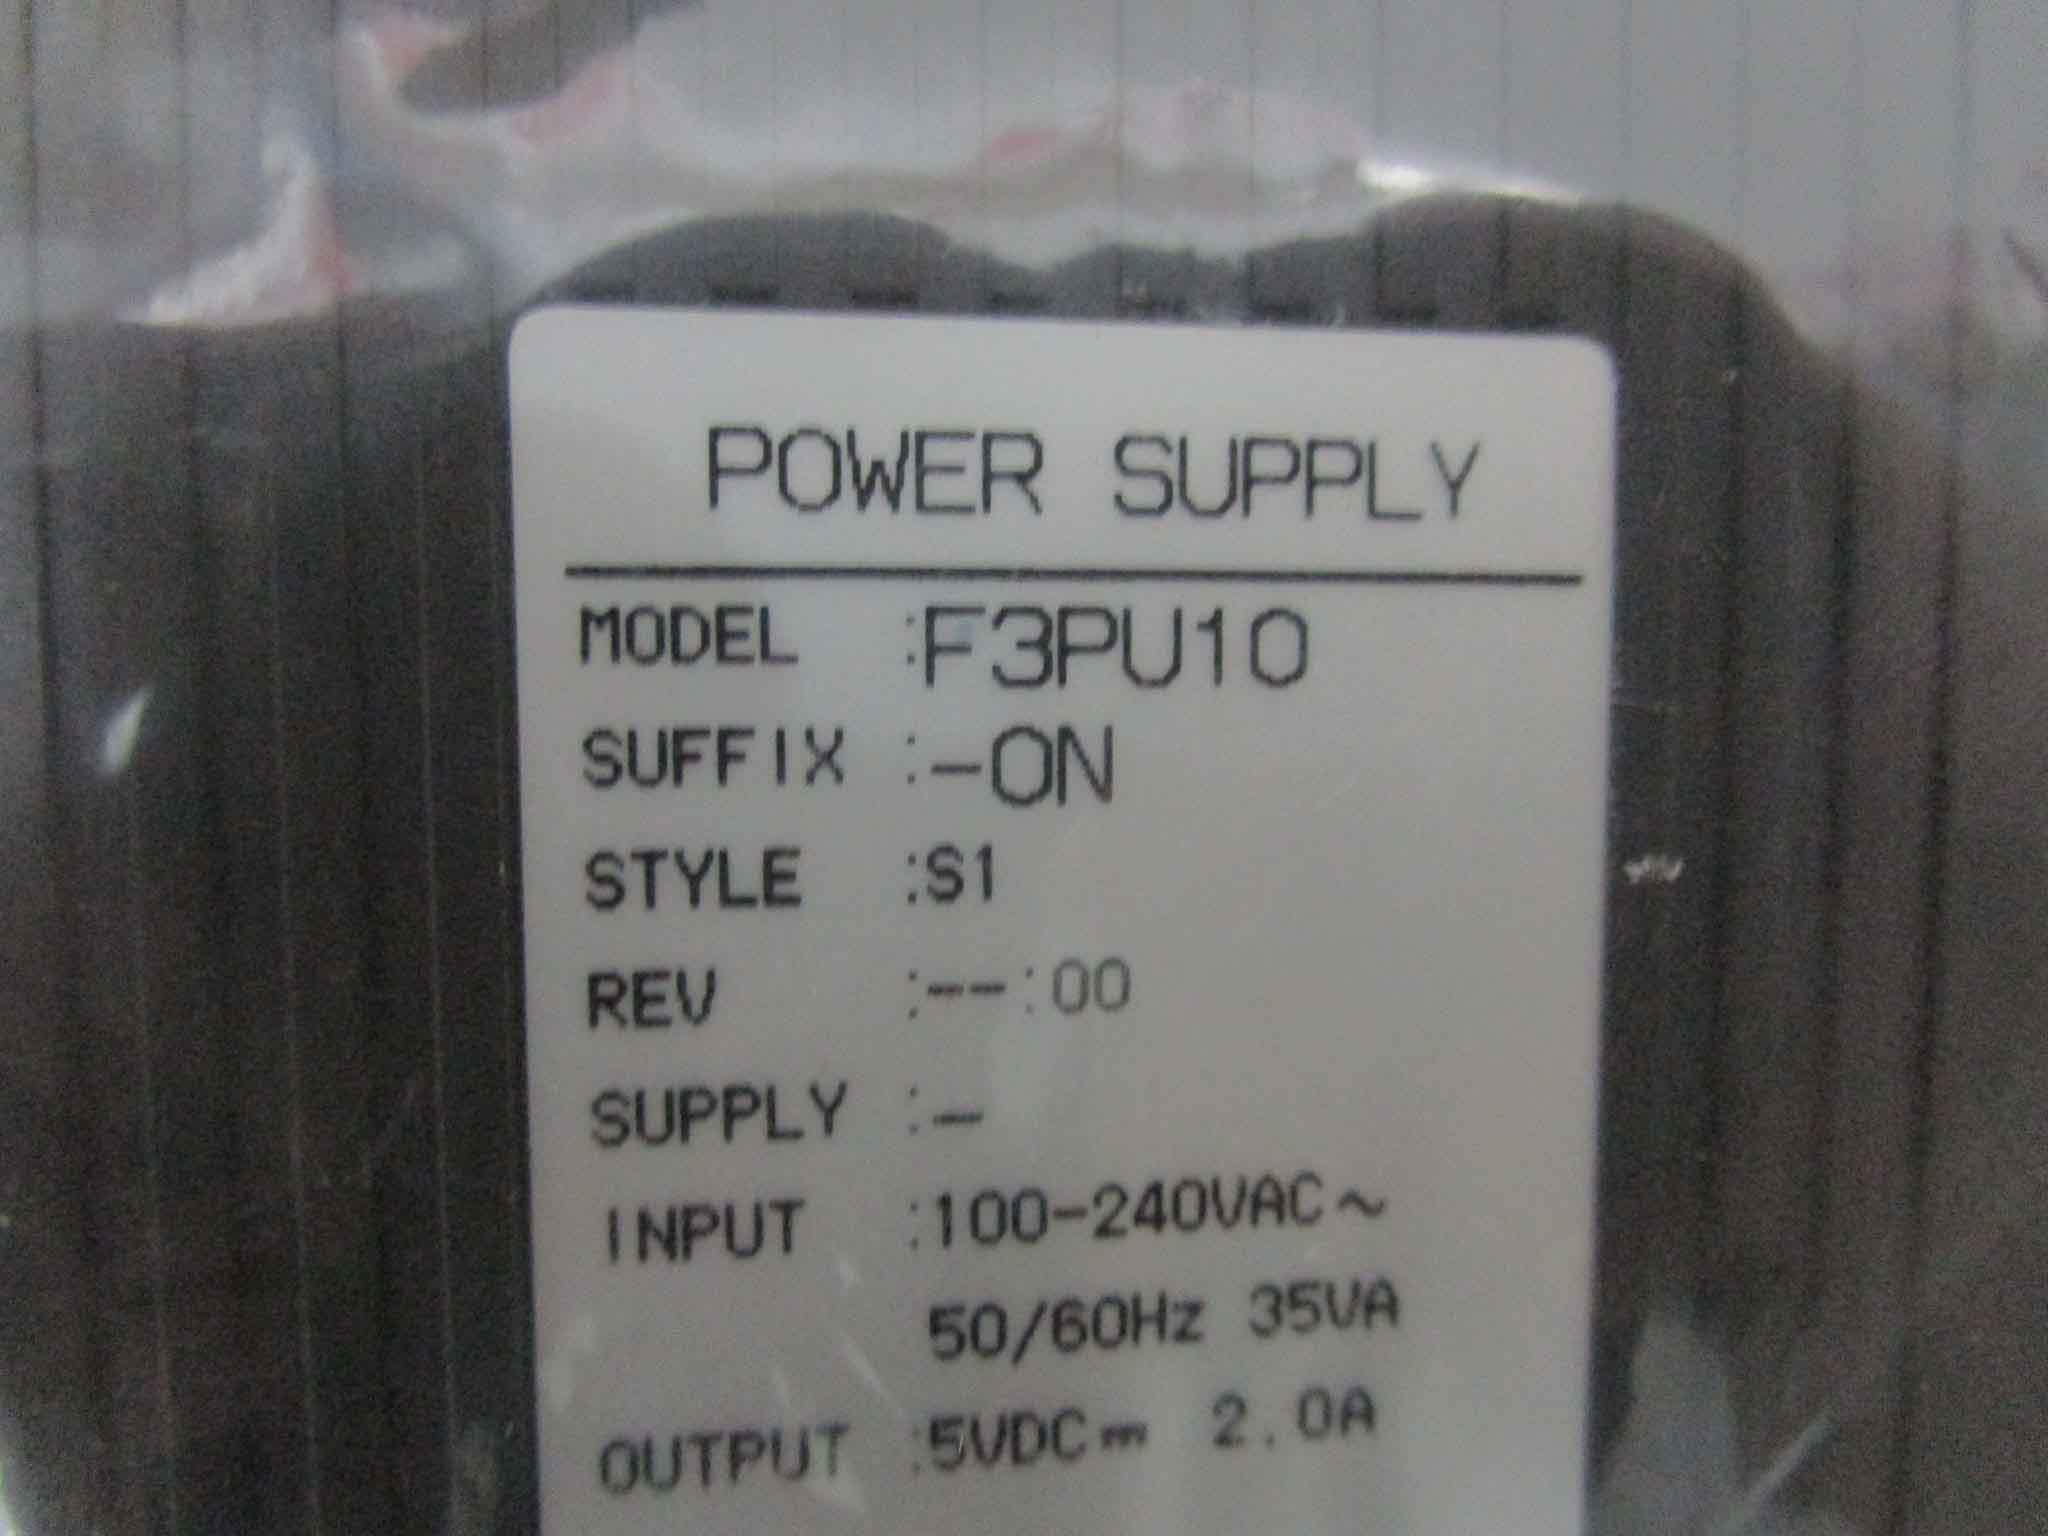 POWER SUPPLY
MODEL :F3PU10
SUFFIX :-0N
STYLE :S1
REV :--:00
SUPPLY :-
INPUT :100-240VAC~
50/60Hz 35VA
OUTPUT :5VDC⎓ 2.0A